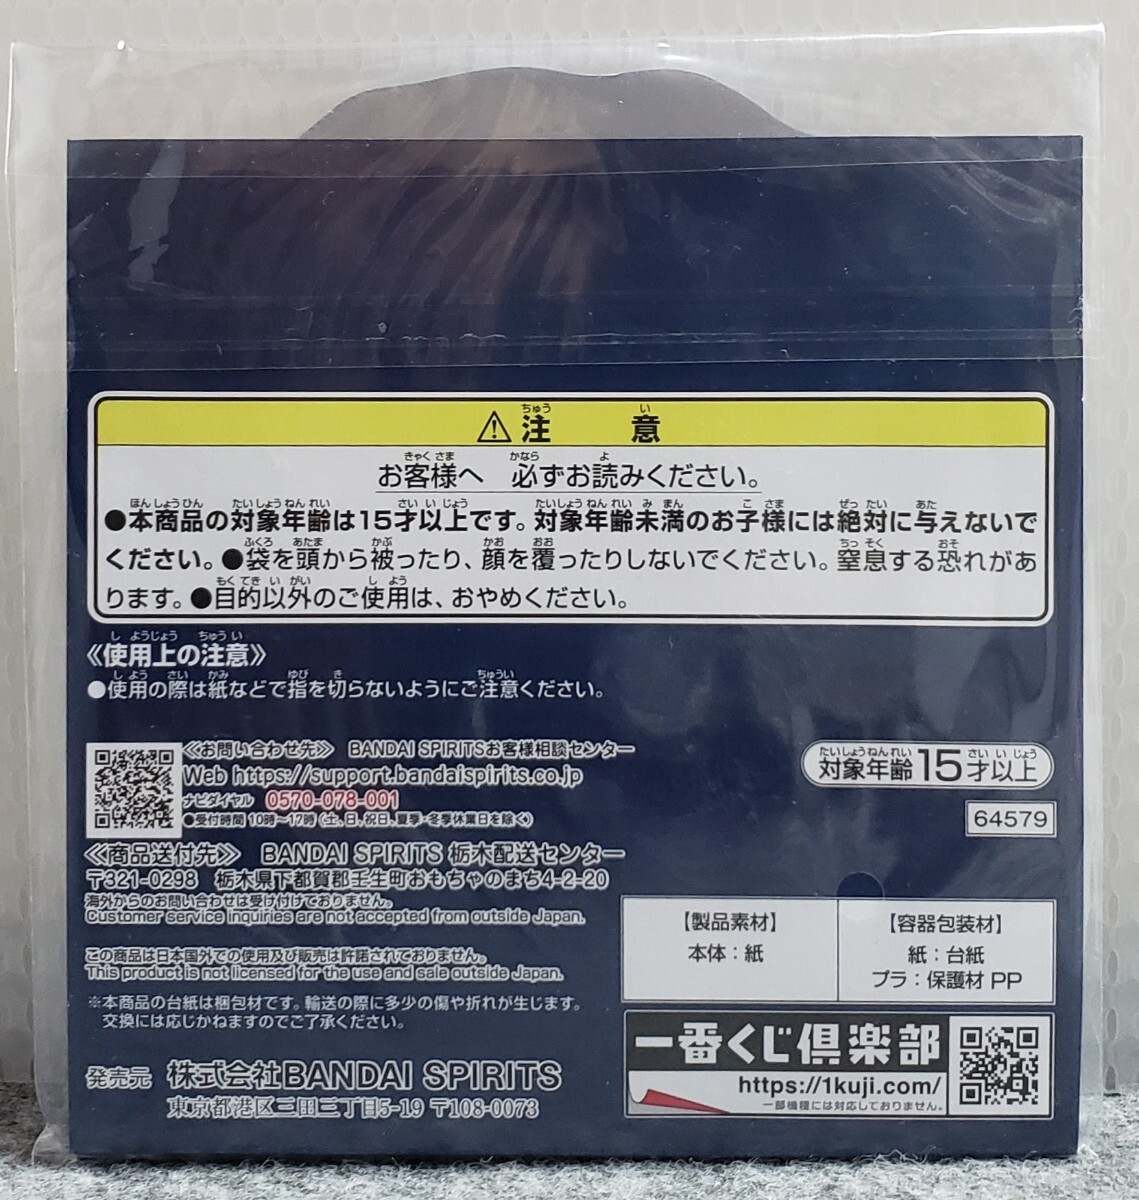 ⚠注意
お客様へ 必ずお読みください。
●本商品の対象年齢は15才以上です。対象年齢未満のお子様には絶対に与えないで
ください。●袋を頭から被ったり、顔を覆ったりしないでください。窒息する恐れがあ
ります。●目的以外のご使用は、おやめください。
《使用上の注意》
●使用の際は紙などで指を切らないようにご注意ください。
《お問い合わせ先》 BANDAI SPIRITSお客様相談センター
Web https://support.bandaispirits.co.jp
ナビダイヤル 0570-078-001
●受付時間 10時〜17時(土、日、祝日、夏季・冬季休業日を除く)
対象年齢15才以上
64579
《商品送付先》 BANDAI SPIRITS 栃木配送センター
〒321-0298 栃木県下都賀郡壬生町おもちゃのまち4-2-20
海外からのお問い合わせは受け付けておりません。
Customer service inquiries are not accepted from outside Japan.
この商品は日本国外での使用及び販売は許諾されておりません。
This product is not licensed for the use and sale outside Japan.
※本商品の台紙は梱包材です。輸送の際に多少の傷や折れが生じます。
交換には応じかねますのでご了承ください。
発売元 株式会社BANDAI SPIRITS
東京都港区三田三丁目5-19 〒108-0073
【製品素材】
本体：紙
【容器包装材】
紙：台紙
プラ：保護材 PP
一番くじ倶楽部
https://1kuji.com/
一部機種には対応しておりません。